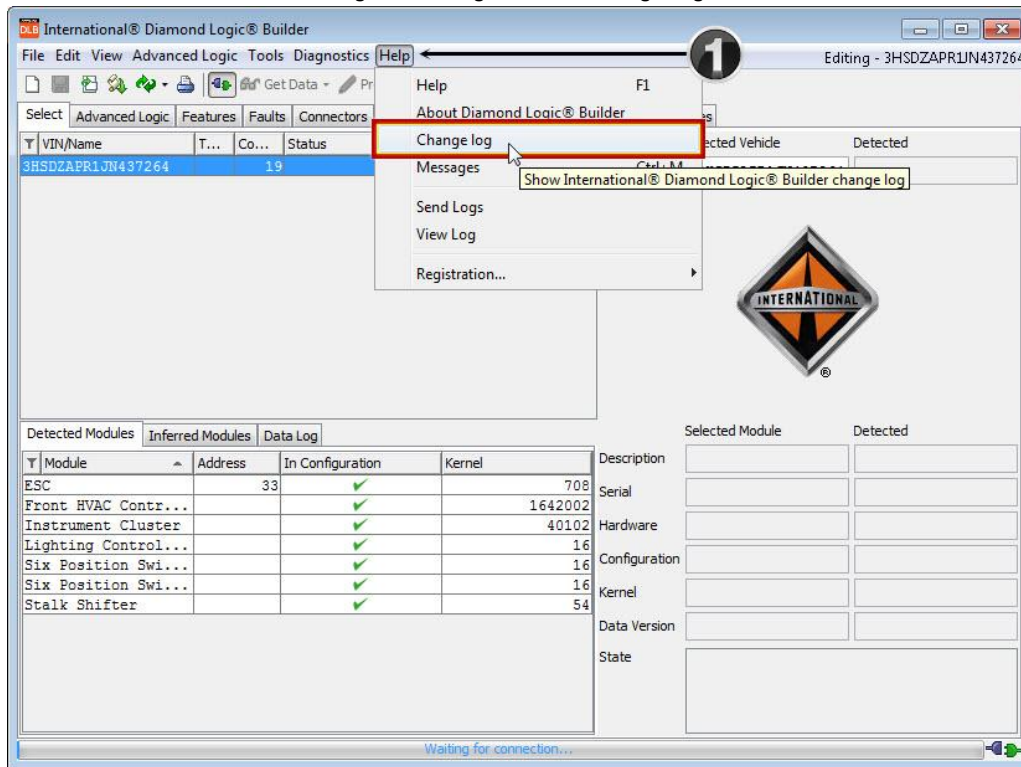 DLB International® Diamond Logic® Builder
File Edit View Advanced Logic Tools Diagnostics Help
1
Editing - 3HSDZAPR1JN437264
Get Data Pr
Help F1
About Diamond Logic® Builder
Change log
Messages Ctrl+M
Show International® Diamond Logic® Builder change log
Send Logs
View Log
Registration...
Select Advanced Logic Features Faults Connectors
VIN/Name T... Co... Status
3HSDZAPR1JN437264 19
Vehicle Detected
INTERNATIONAL
®
Detected Modules Inferred Modules Data Log
Selected Module Detected
Module Address In Configuration Kernel
ESC 33 708
Front HVAC Contr... 1642002
Instrument Cluster 40102
Lighting Control... 16
Six Position Swi... 16
Six Position Swi... 16
Stalk Shifter 54
Description
Serial
Hardware
Configuration
Kernel
Data Version
State
Waiting for connection...